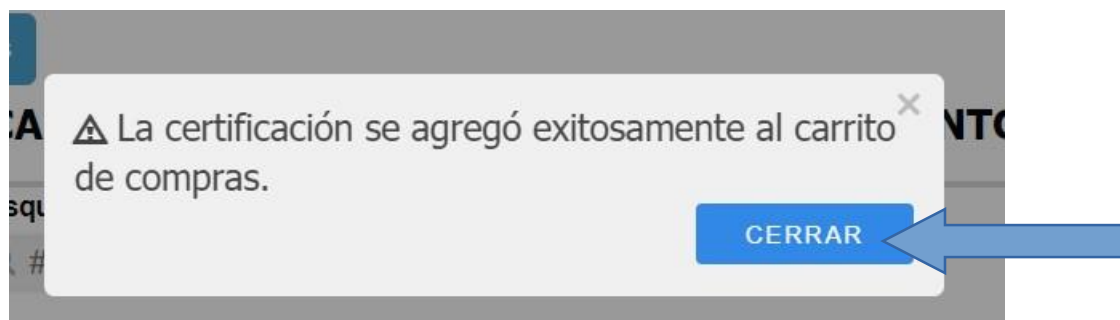 La certificación se agregó exitosamente al carrito
de compras.
CERRAR
#